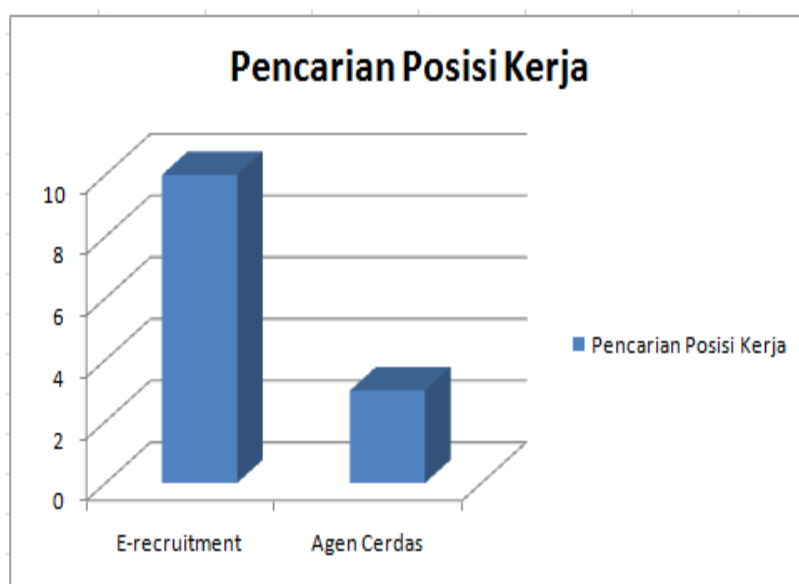 Pencarian Posisi Kerja
10
8
6
4
2
0
E-recruitment
Agen Cerdas
Pencarian Posisi Kerja